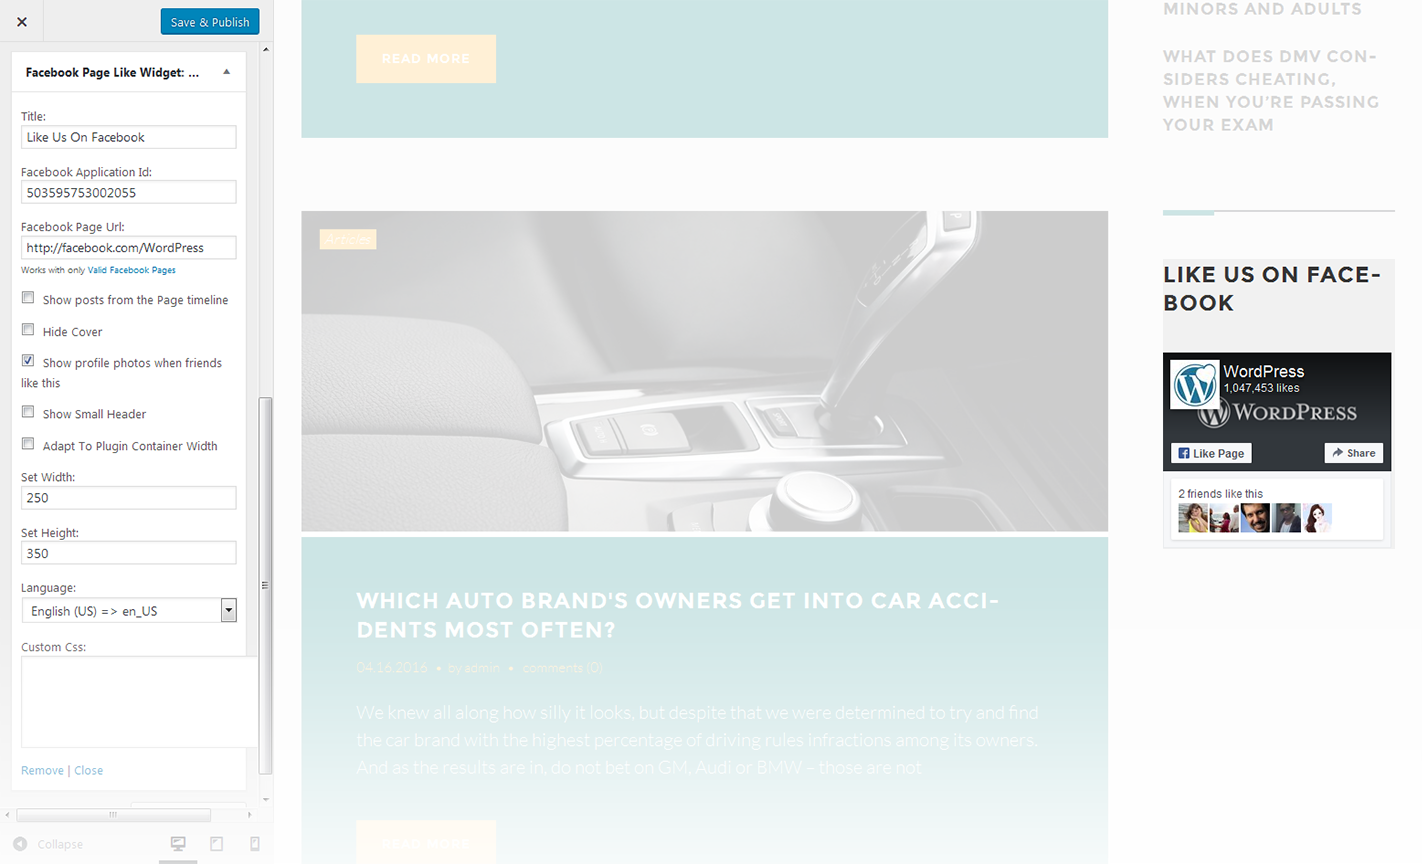 Save & Publish
Facebook Page Like Widget: ...
Title:
Like Us On Facebook
Facebook Application Id:
503595753002055
Facebook Page Url:
http://facebook.com/WordPress
Works with only Valid Facebook Pages
Show posts from the Page timeline
Hide Cover
Show profile photos when friends
like this
Show Small Header
Adapt To Plugin Container Width
Set Width:
250
Set Height:
350
Language:
English (US) => en_US
Custom Css:
Remove | Close
Collapse
READ MORE
Articles
WHICH AUTO BRAND'S OWNERS GET INTO CAR ACCI-
DENTS MOST OFTEN?
04.18.2016 • by admin • comments (0)
We knew all along how silly it looks, but despite that we were determined to try and find
the car brand with the highest percentage of driving rules infractions among its owners.
And as the results are in, do not bet on GM, Audi or BMW – those are not
READ MORE
MINORS AND ADULTS
WHAT DOES DMV CON-
SIDERS CHEATING,
WHEN YOU'RE PASSING
YOUR EXAM
LIKE US ON FACE-
BOOK
WordPress
1,047,453 likes
WORDPRESS
Like Page
Share
2 friends like this